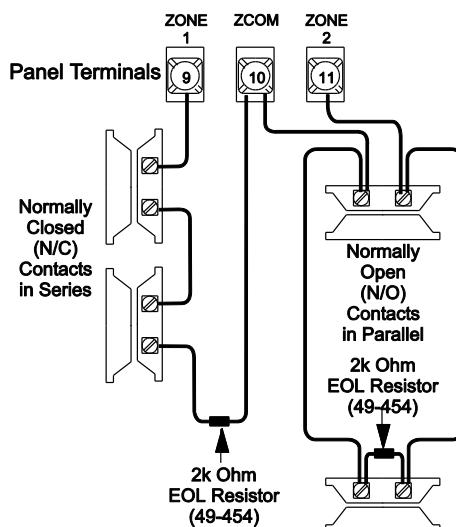 ZONE 1
ZCOM
ZONE 2
Panel Terminals
9
10
11
Normally
Closed
(N/C)
Contacts
in Series
Normally
Open
(N/O)
Contacts
in Parallel
2k Ohm
EOL Resistor
(49-454)
2k Ohm
EOL Resistor
(49-454)